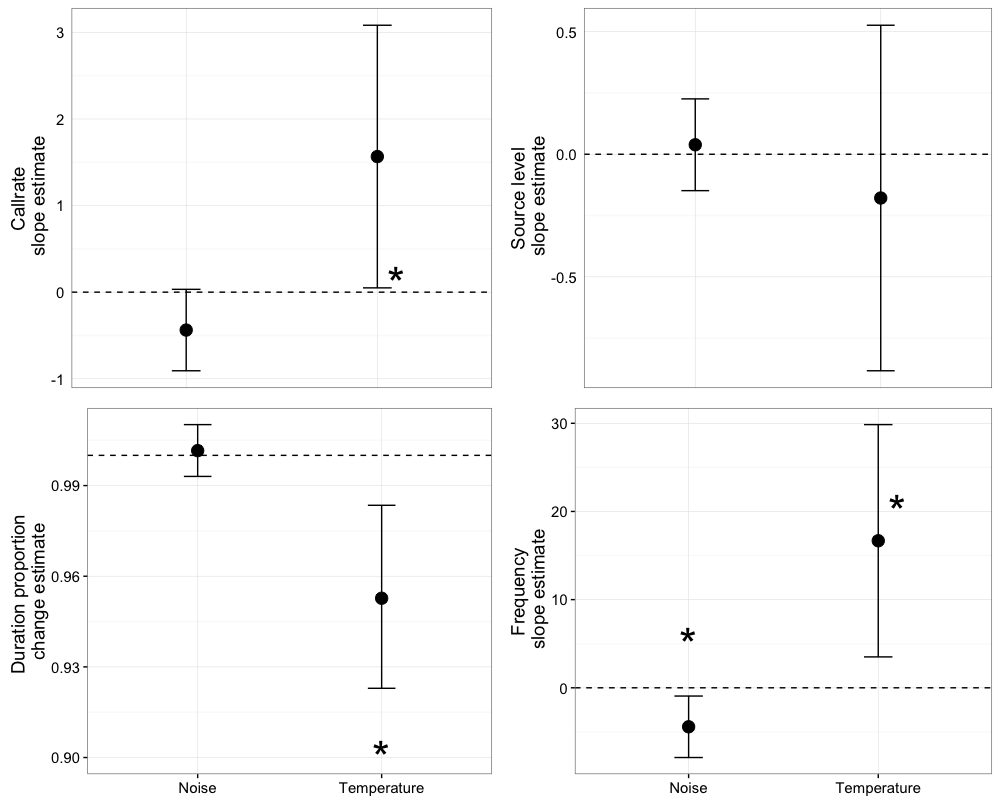 Callrate
slope estimate
3
2
1
0
-1
*
Source level
slope estimate
0.5
0.0
-0.5
Duration proportion
change estimate
0.99
0.96
0.93
0.90
*
Noise
Temperature
Frequency
slope estimate
30
20
10
0
*
*
Noise
Temperature